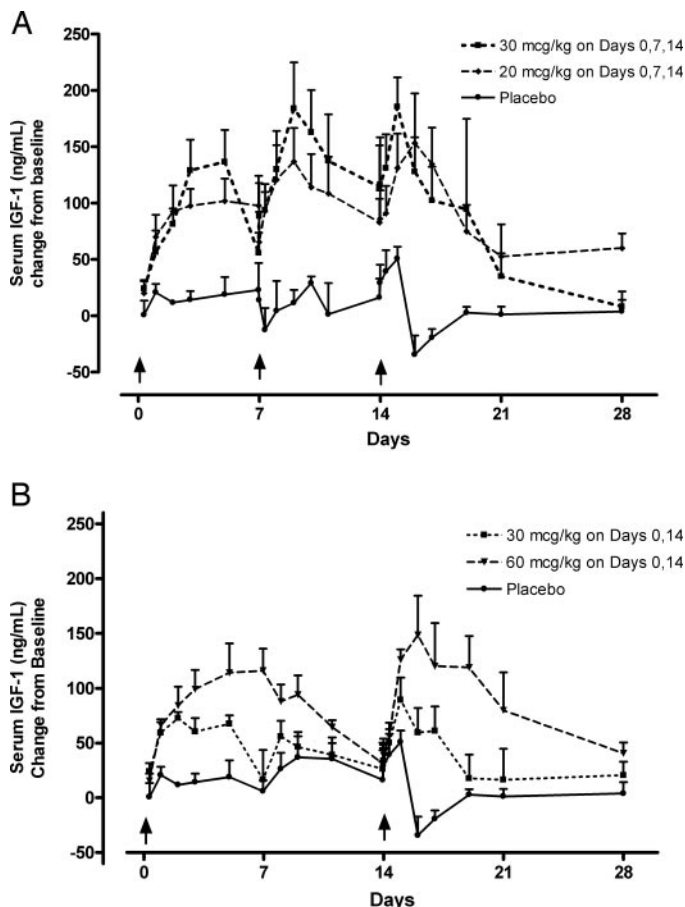 A
30 mcg/kg on Days 0,7,14
20 mcg/kg on Days 0,7,14
Placebo
Serum IGF-1 (ng/mL)
change from baseline
250
200
150
100
50
0
-50
0 7 14 21 28
Days
B
30 mcg/kg on Days 0,14
60 mcg/kg on Days 0,14
Placebo
Serum IGF-1 (ng/mL)
Change from Baseline
250
200
150
100
50
0
-50
0 7 14 21 28
Days